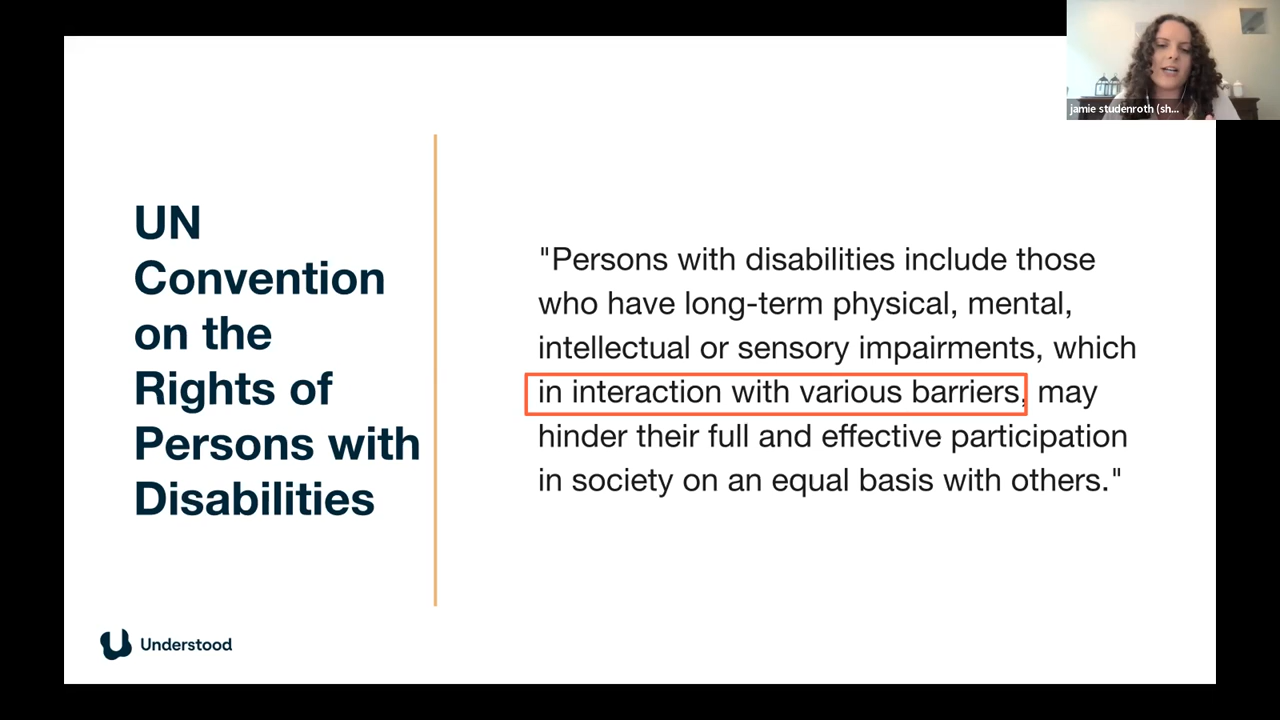 jamie studenroth (sh...
UN
Convention
on the
Rights of
Persons with
Disabilities
"Persons with disabilities include those
who have long-term physical, mental,
intellectual or sensory impairments, which
in interaction with various barriers, may
hinder their full and effective participation
in society on an equal basis with others."
Understood